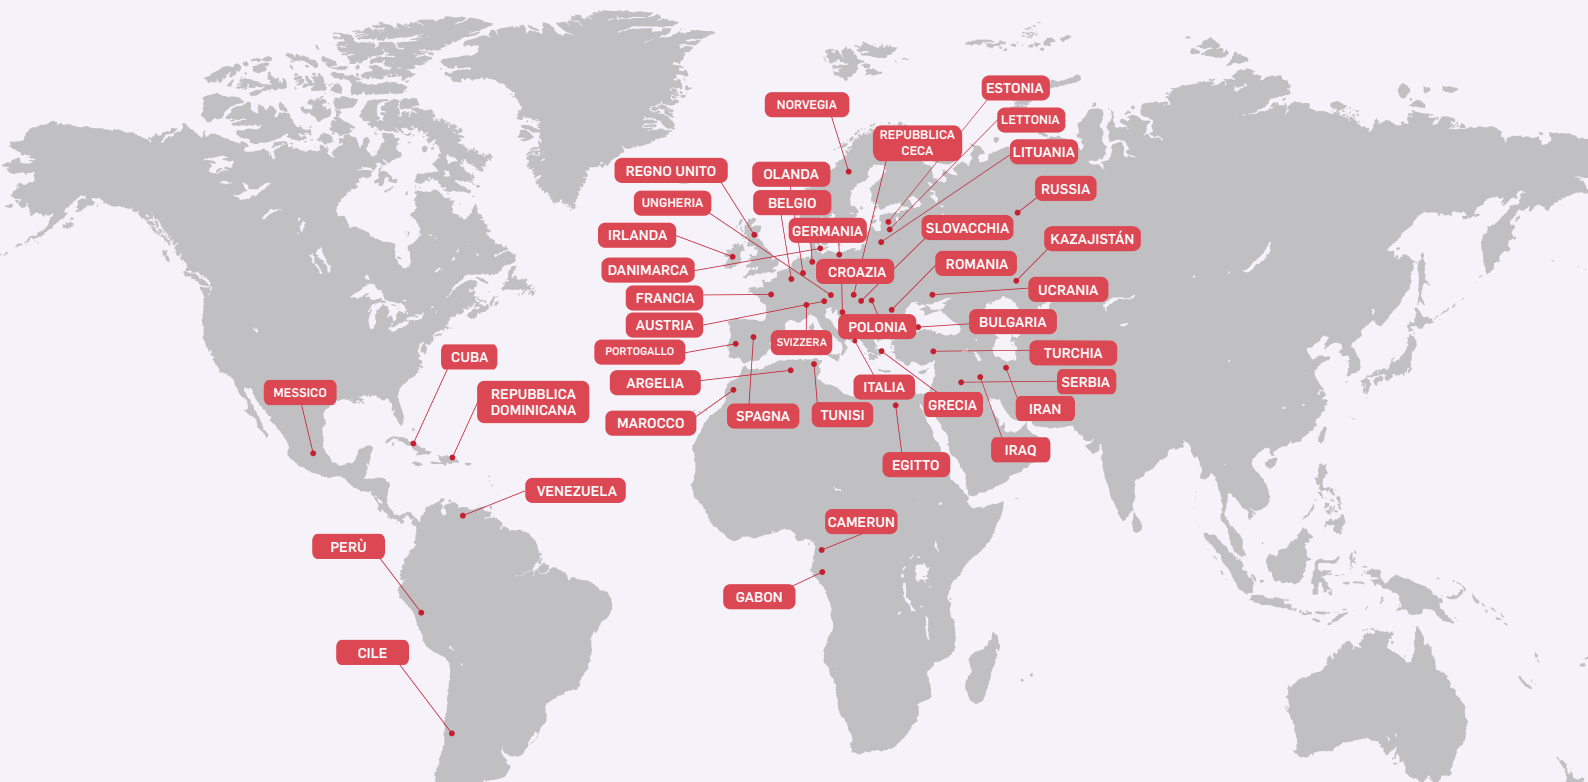 ESTONIA
NORVEGIA
LETTONIA
REPUBBLICA
CECA
LITUANIA
REGNO UNITO
OLANDA
RUSSIA
UNGHERIA
BELGIO
IRLANDA
GERMANIA
SLOVACCHIA
KAZAJISTÁN
DANIMARCA
CROAZIA
ROMANIA
FRANCIA
UCRANIA
AUSTRIA
POLONIA
BULGARIA
PORTOGALLO
SVIZZERA
TURCHIA
CUBA
ARGELIA
ITALIA
SERBIA
MESSICO
REPUBBLICA
DOMINICANA
MAROCCO
SPAGNA
TUNISI
GRECIA
IRAN
IRAQ
EGITTO
VENEZUELA
CAMERUN
PERÙ
GABON
CILE